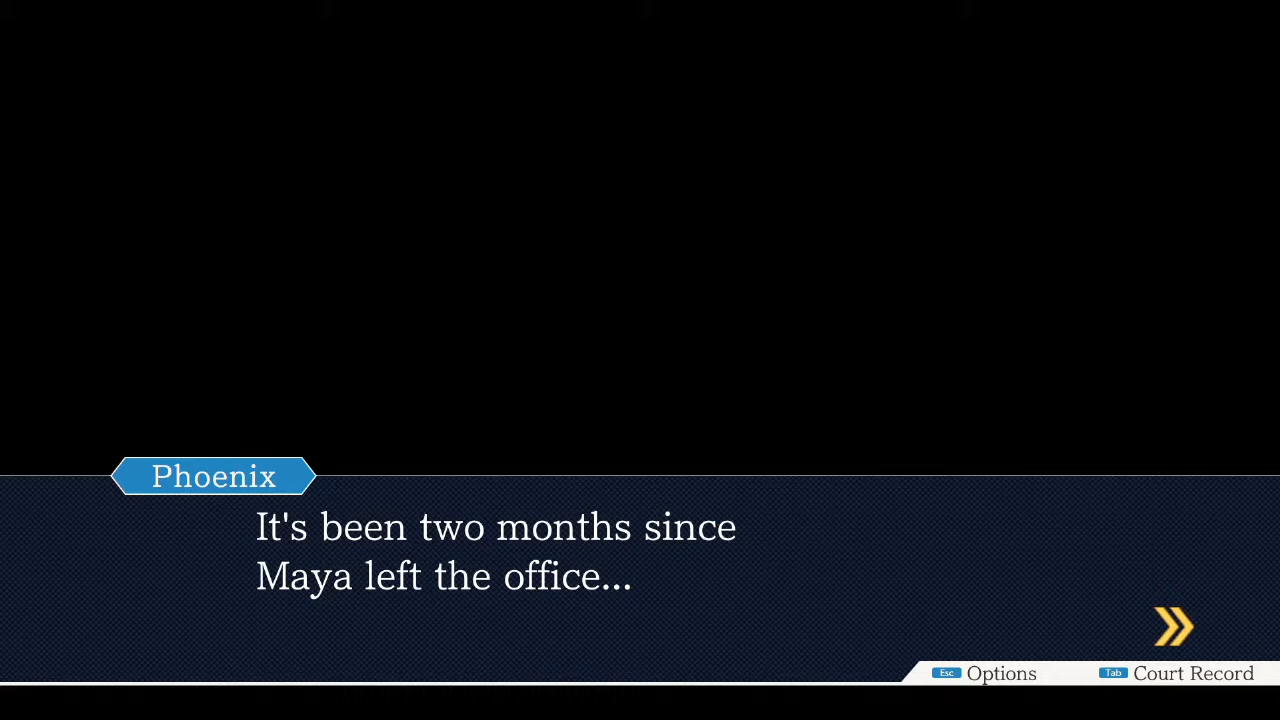 Phoenix
It's been two months since
Maya left the office...
Esc Options Tab Court Record